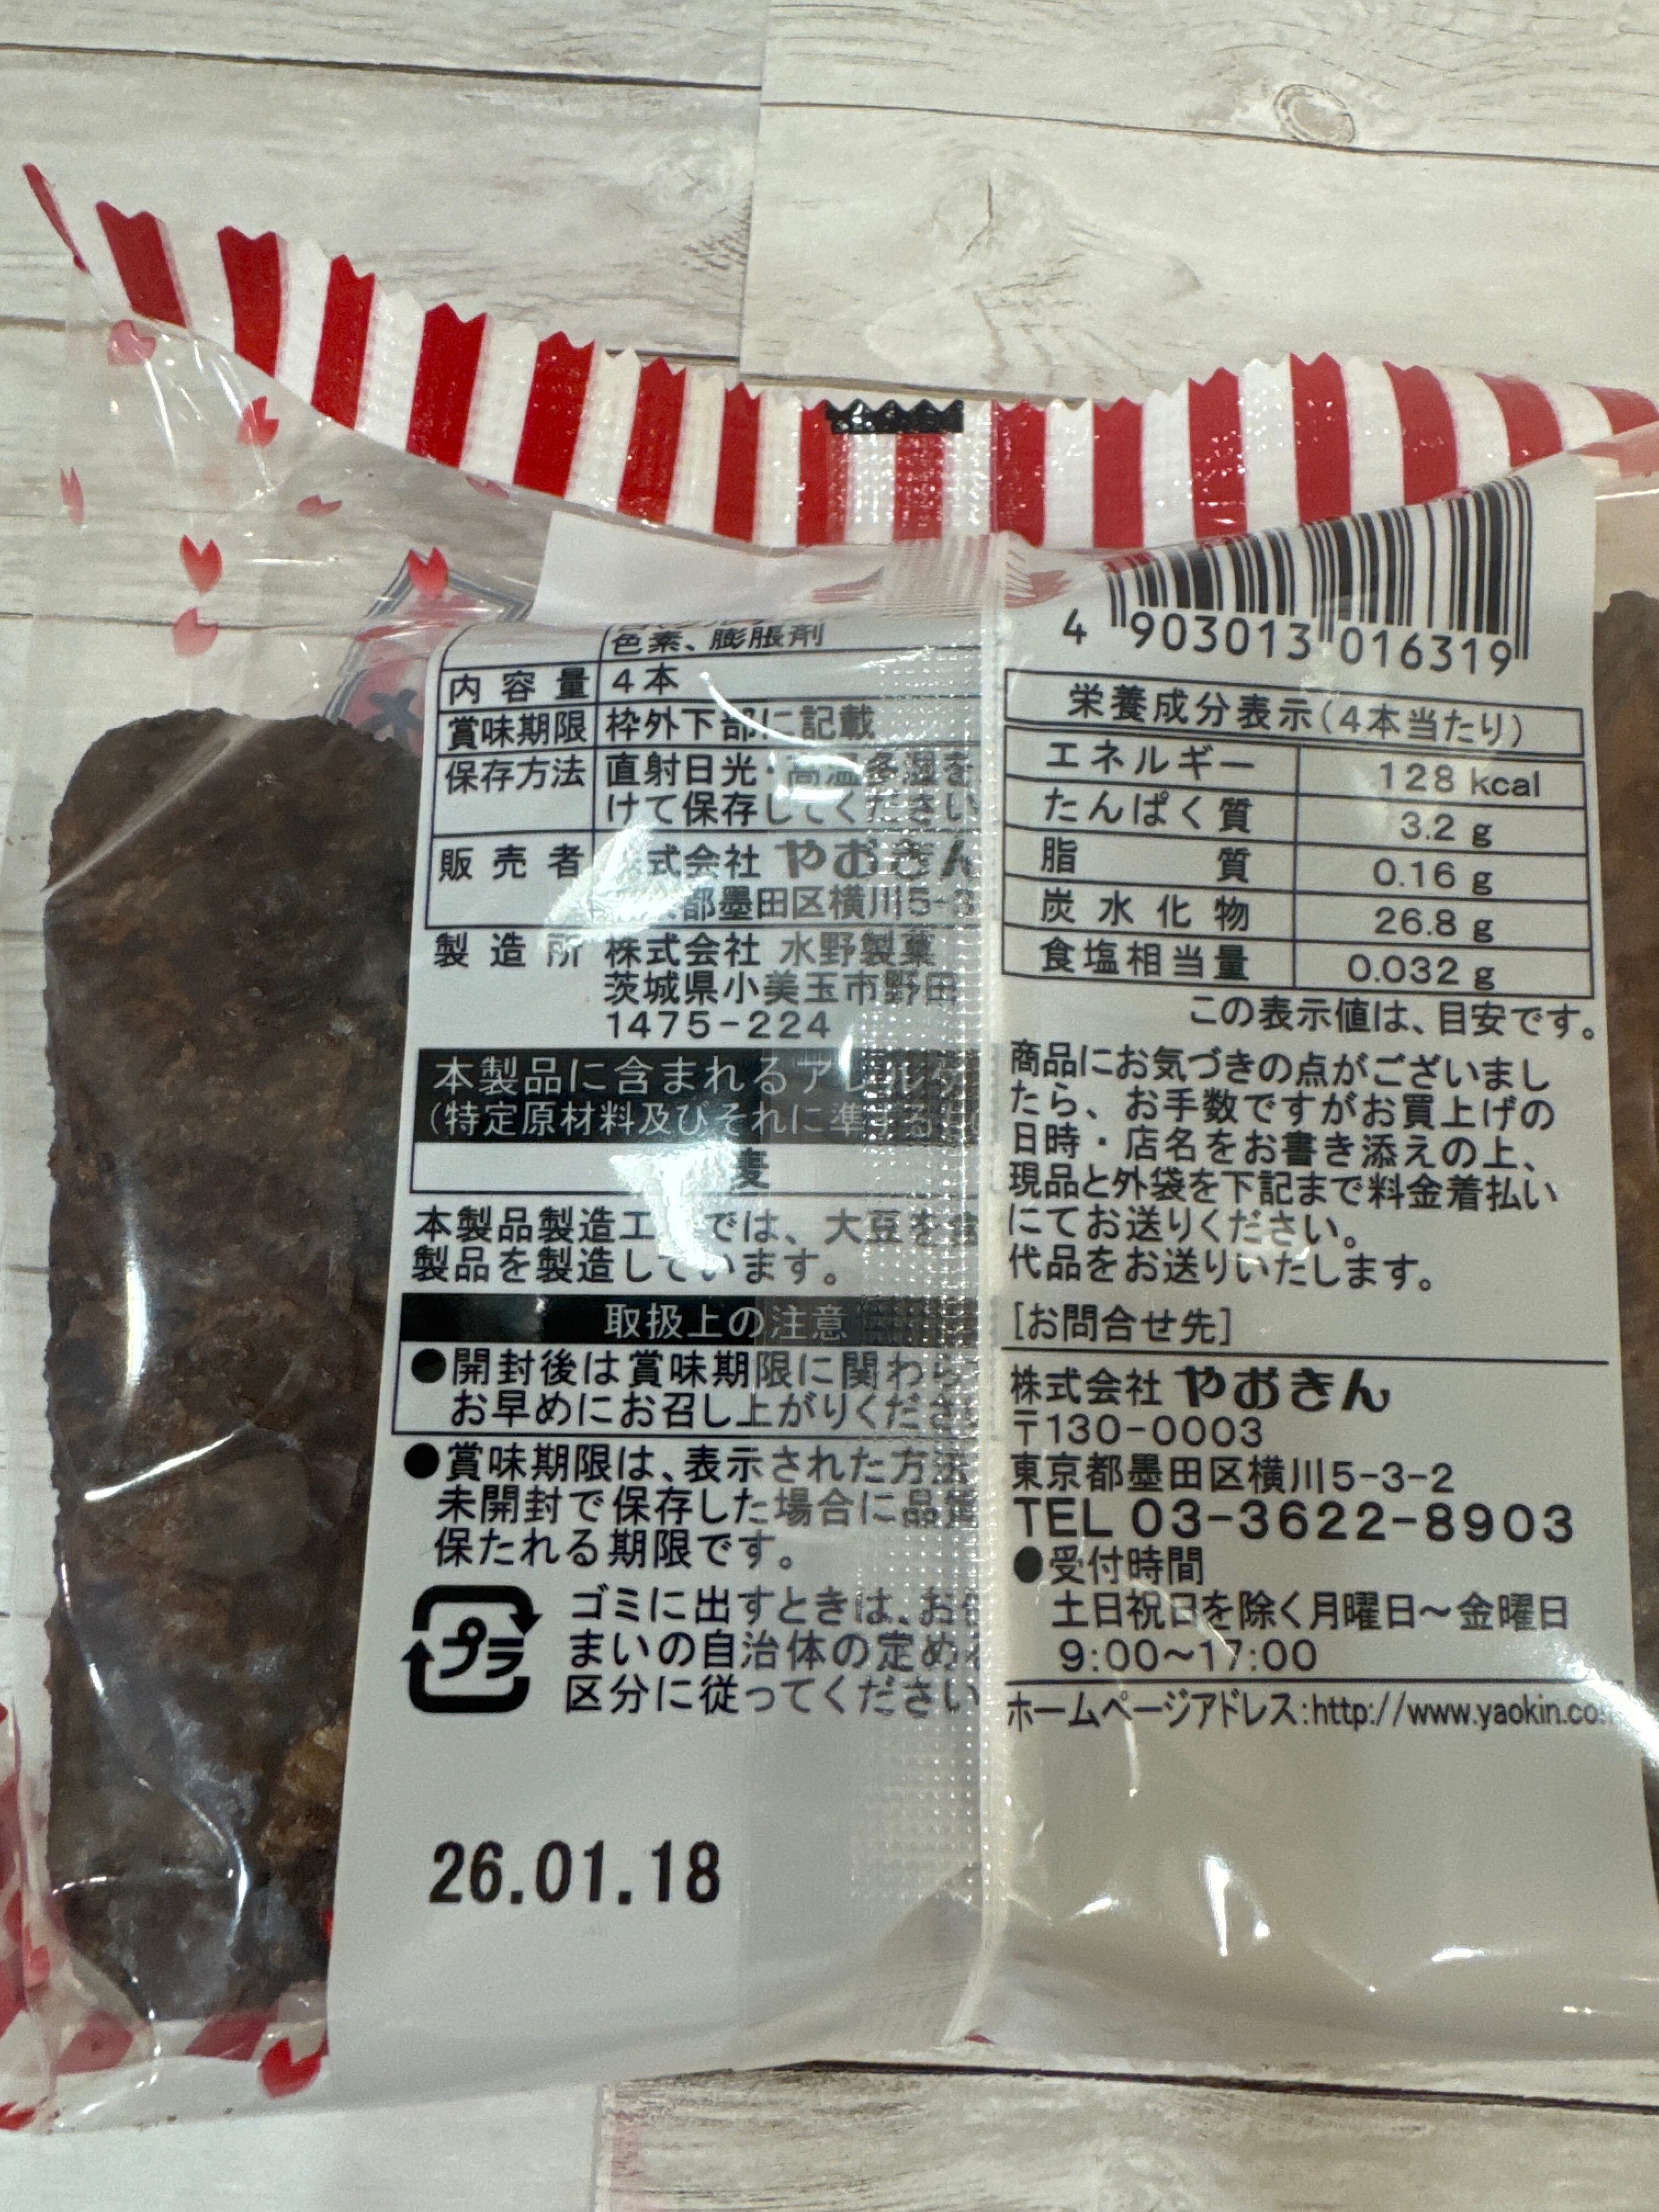 色素、膨脹剤
内容量 4本
賞味期限 枠外下部に記載
保存方法 直射日光・高温多湿を
けて保存してください
販売者 式会社 やおきん
都墨田区横川5-3
製造所 株式会社 水野製菓
茨城県小美玉市野田
1475-224
本製品に含まれるアレルゲ
(特定原材料及びそれに準ずる
麦
本製品製造工 では、大豆を含
製品を製造しています。
取扱上の注意
●開封後は賞味期限に関わら
お早めにお召し上がりくださ
●賞味期限は、表示された方法
未開封で保存した場合に品質
保たれる期限です。
プラ
ゴミに出すときは、お住
まいの自治体の定め
区分に従ってください
26.01.18
4 903013 016319
栄養成分表示(4本当たり)
エネルギー 128 kcal
たんぱく質 3.2 g
脂質 0.16 g
炭水化物 26.8 g
食塩相当量 0.032 g
この表示値は、目安です。
商品にお気づきの点がございまし
たら、お手数ですがお買上げの
日時・店名をお書き添えの上、
現品と外袋を下記まで料金着払い
にてお送りください。
代品をお送りいたします。
[お問合せ先]
株式会社 やおきん
〒130-0003
東京都墨田区横川5-3-2
TEL 03-3622-8903
●受付時間
土日祝日を除く月曜日〜金曜日
9:00〜17:00
ホームページアドレス:http://www.yaokin.co